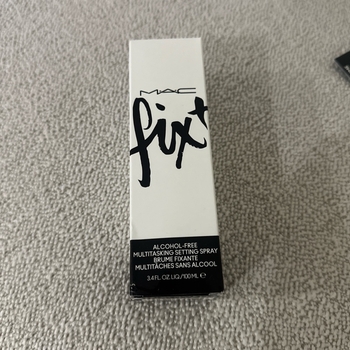 MAC
fix+
ALCOHOL-FREE
MULTITASKING SETTING SPRAY
BRUME FIXANTE
MULTITÂCHES SANS ALCOOL
3.4 FL.OZ.LIQ./100 ML ℮